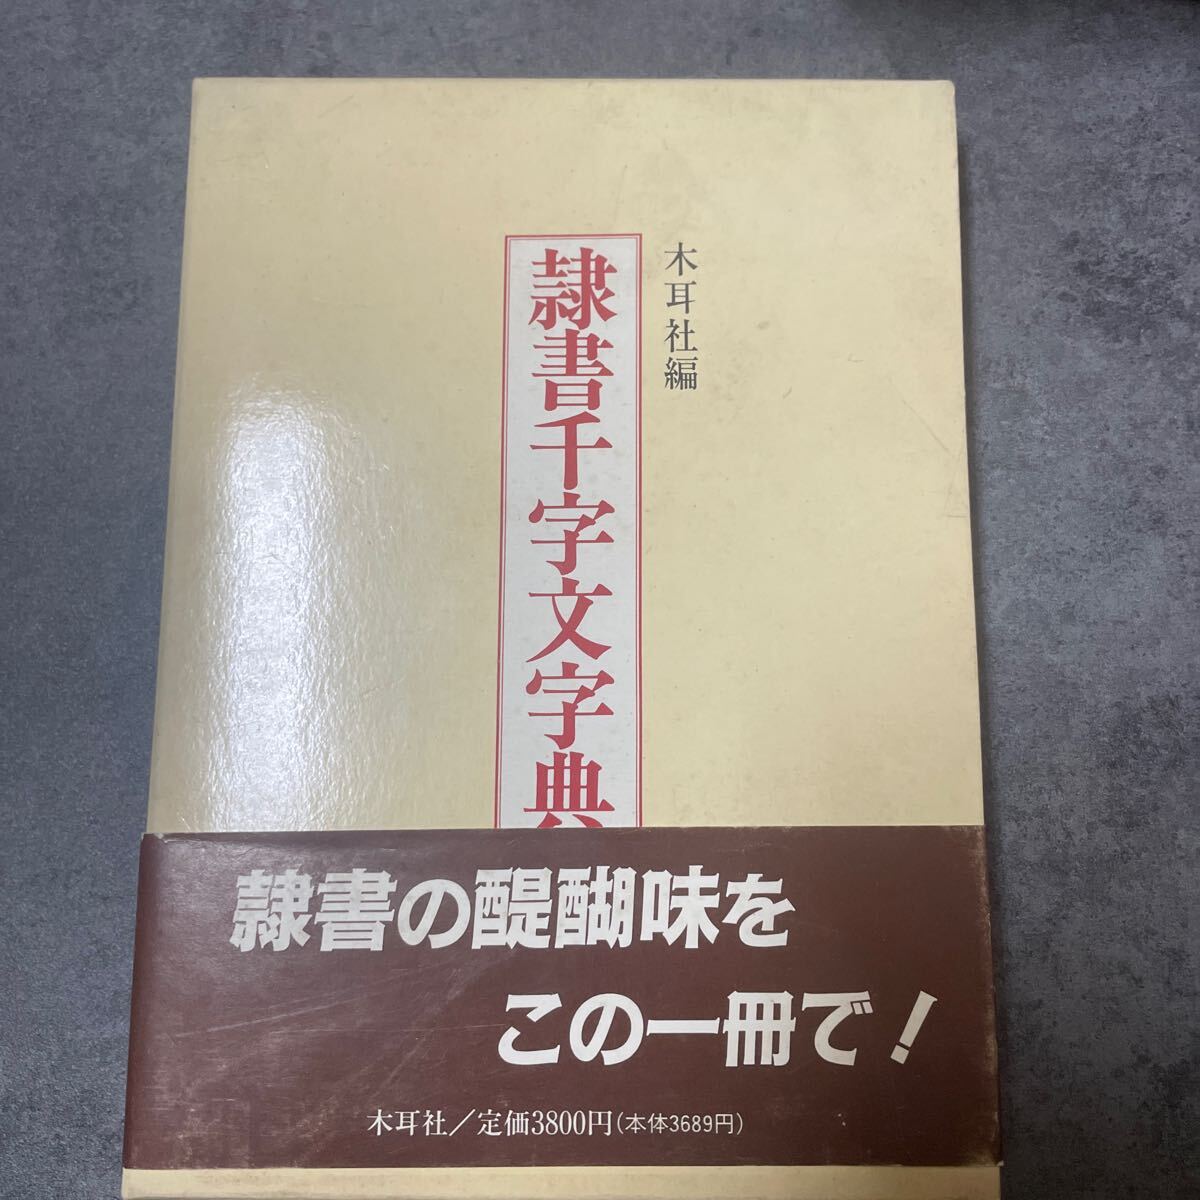 木耳社編
隷書千字文字典
隷書の醍醐味を
この一冊で!
木耳社/定価3800円(本体3689円)